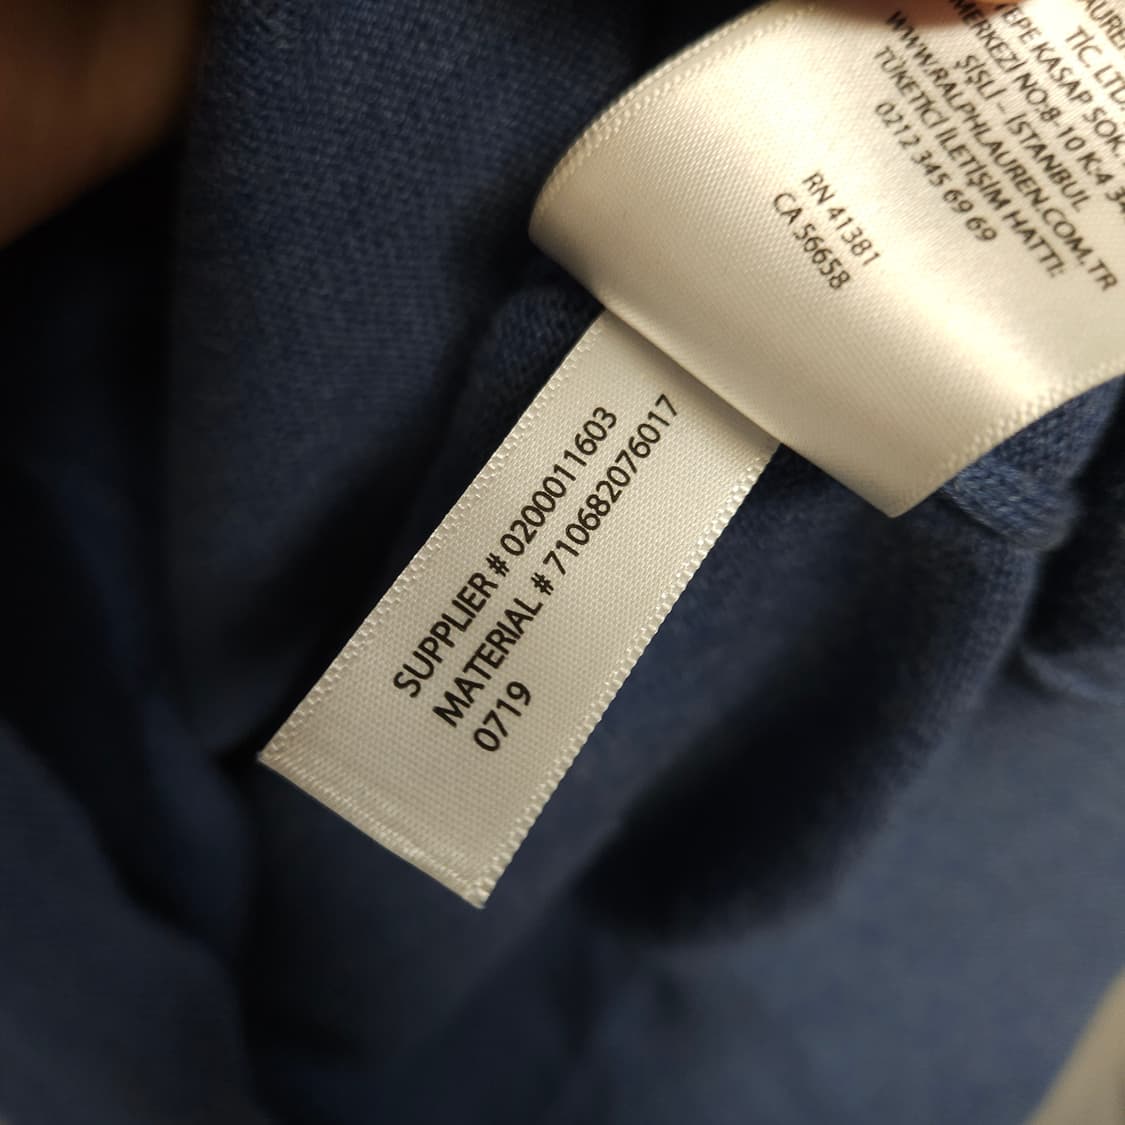 TİC. LTD.
TEPE KASAP SOK.
MERKEZİ NO:8-10 K:4 34
ŞİŞLİ – İSTANBUL
WWW.RALPHLAUREN.COM.TR
TÜKETİCİ İLETİŞİM HATTI:
0212 345 69 69
RN 41381
CA 56658
SUPPLIER # 0200011603
MATERIAL # 710682076017
0719